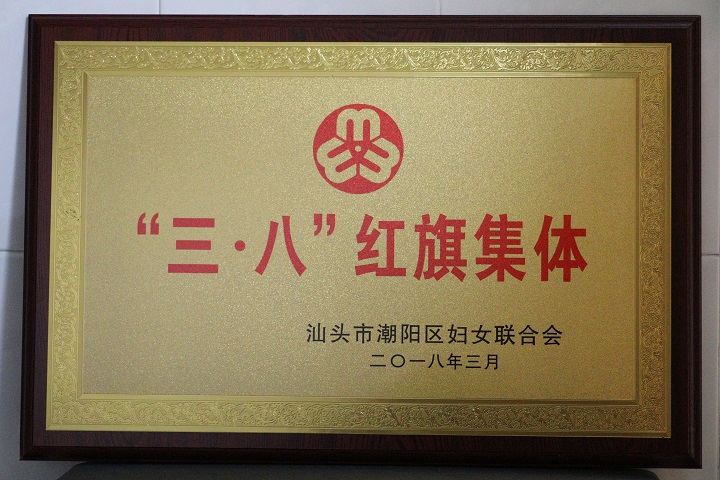 “三·八”红旗集体
汕头市潮阳区妇女联合会
二〇一八年三月